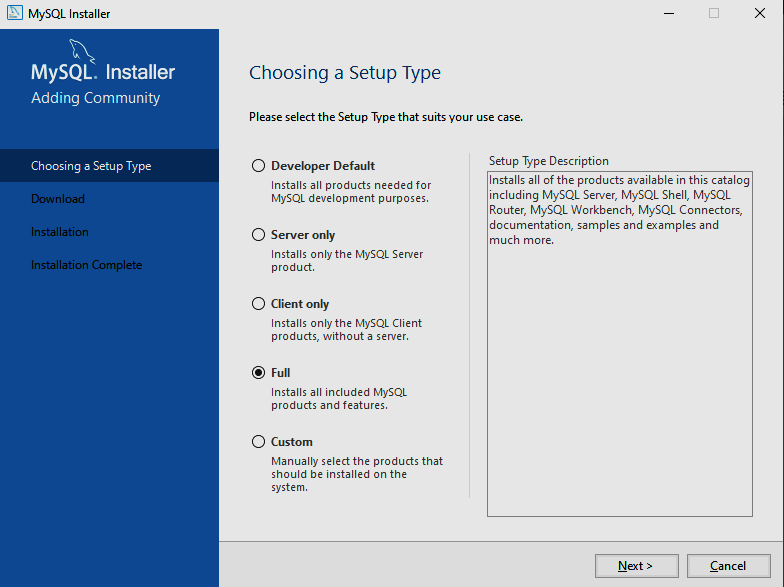 MySQL Installer
MySQL. Installer
Adding Community
Choosing a Setup Type
Download
Installation
Installation Complete
Choosing a Setup Type
Please select the Setup Type that suits your use case.
Developer Default
Installs all products needed for
MySQL development purposes.
Server only
Installs only the MySQL Server
product.
Client only
Installs only the MySQL Client
products, without a server.
Full
Installs all included MySQL
products and features.
Custom
Manually select the products that
should be installed on the
system.
Setup Type Description
Installs all of the products available in this catalog
including MySQL Server, MySQL Shell, MySQL
Router, MySQL Workbench, MySQL Connectors,
documentation, samples and examples and
much more.
Next >
Cancel